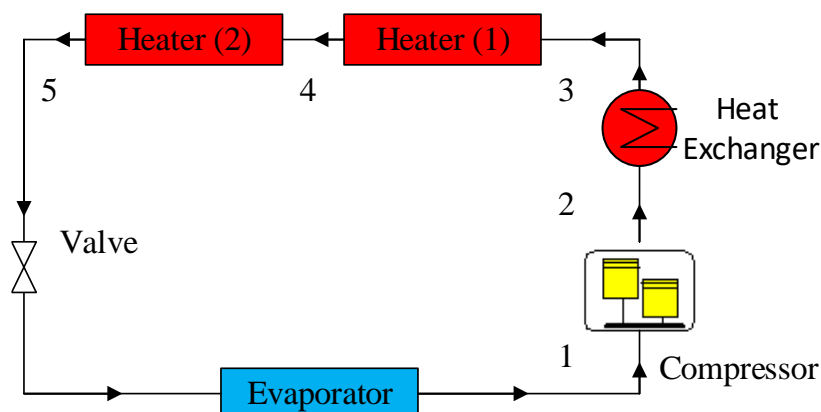 Heater (2)
Heater (1)
5
4
3
Heat
Exchanger
2
Valve
1
Compressor
Evaporator